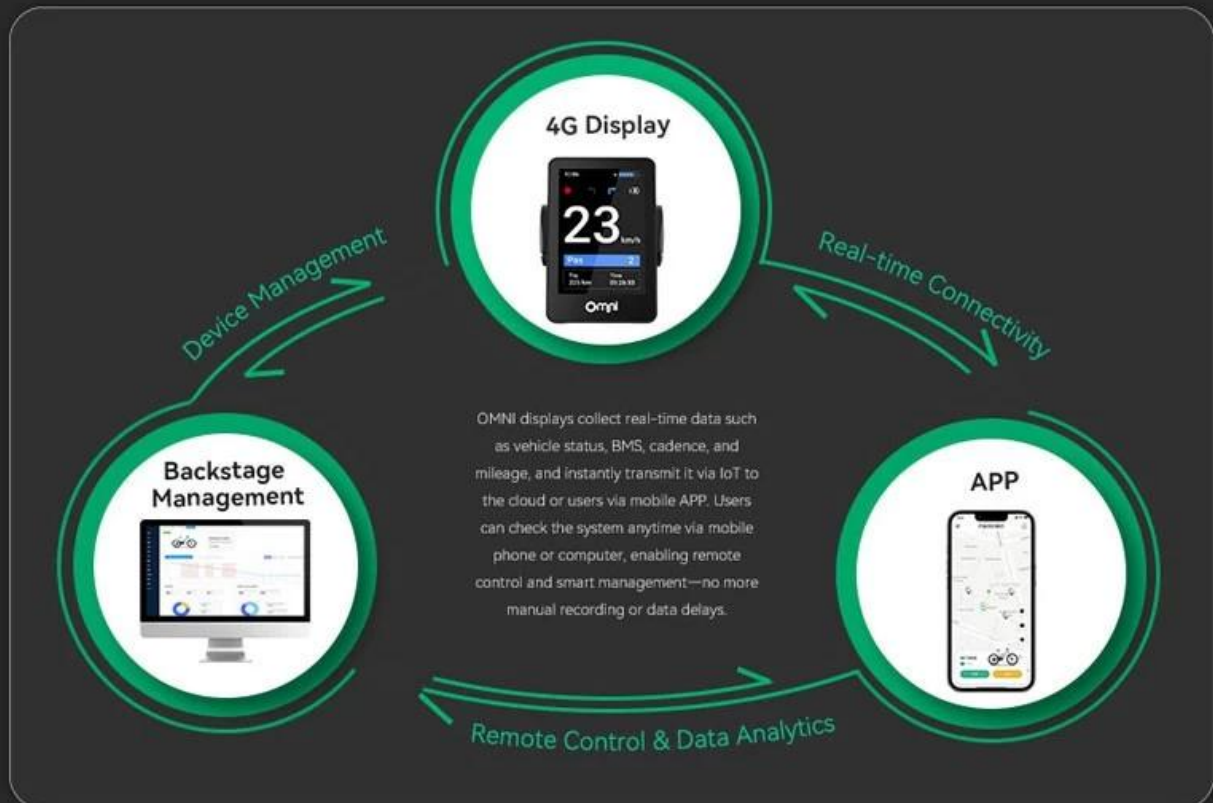 4G Display
23
km/h
Pas 2
Trip Time
Omni
Device Management
Real-time Connectivity
OMNI displays collect real-time data such
as vehicle status, BMS, cadence, and
mileage, and instantly transmit it via IoT to
the cloud or users via mobile APP. Users
can check the system anytime via mobile
phone or computer, enabling remote
control and smart management—no more
manual recording or data delays.
Backstage
Management
APP
Remote Control & Data Analytics